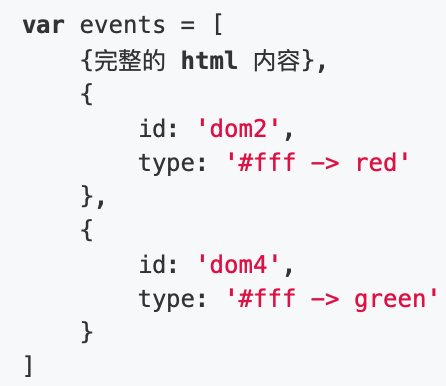 var events = [
    {完整的 html 内容},
    {
        id: 'dom2',
        type: '#fff -> red'
    },
    {
        id: 'dom4',
        type: '#fff -> green'
    }
]